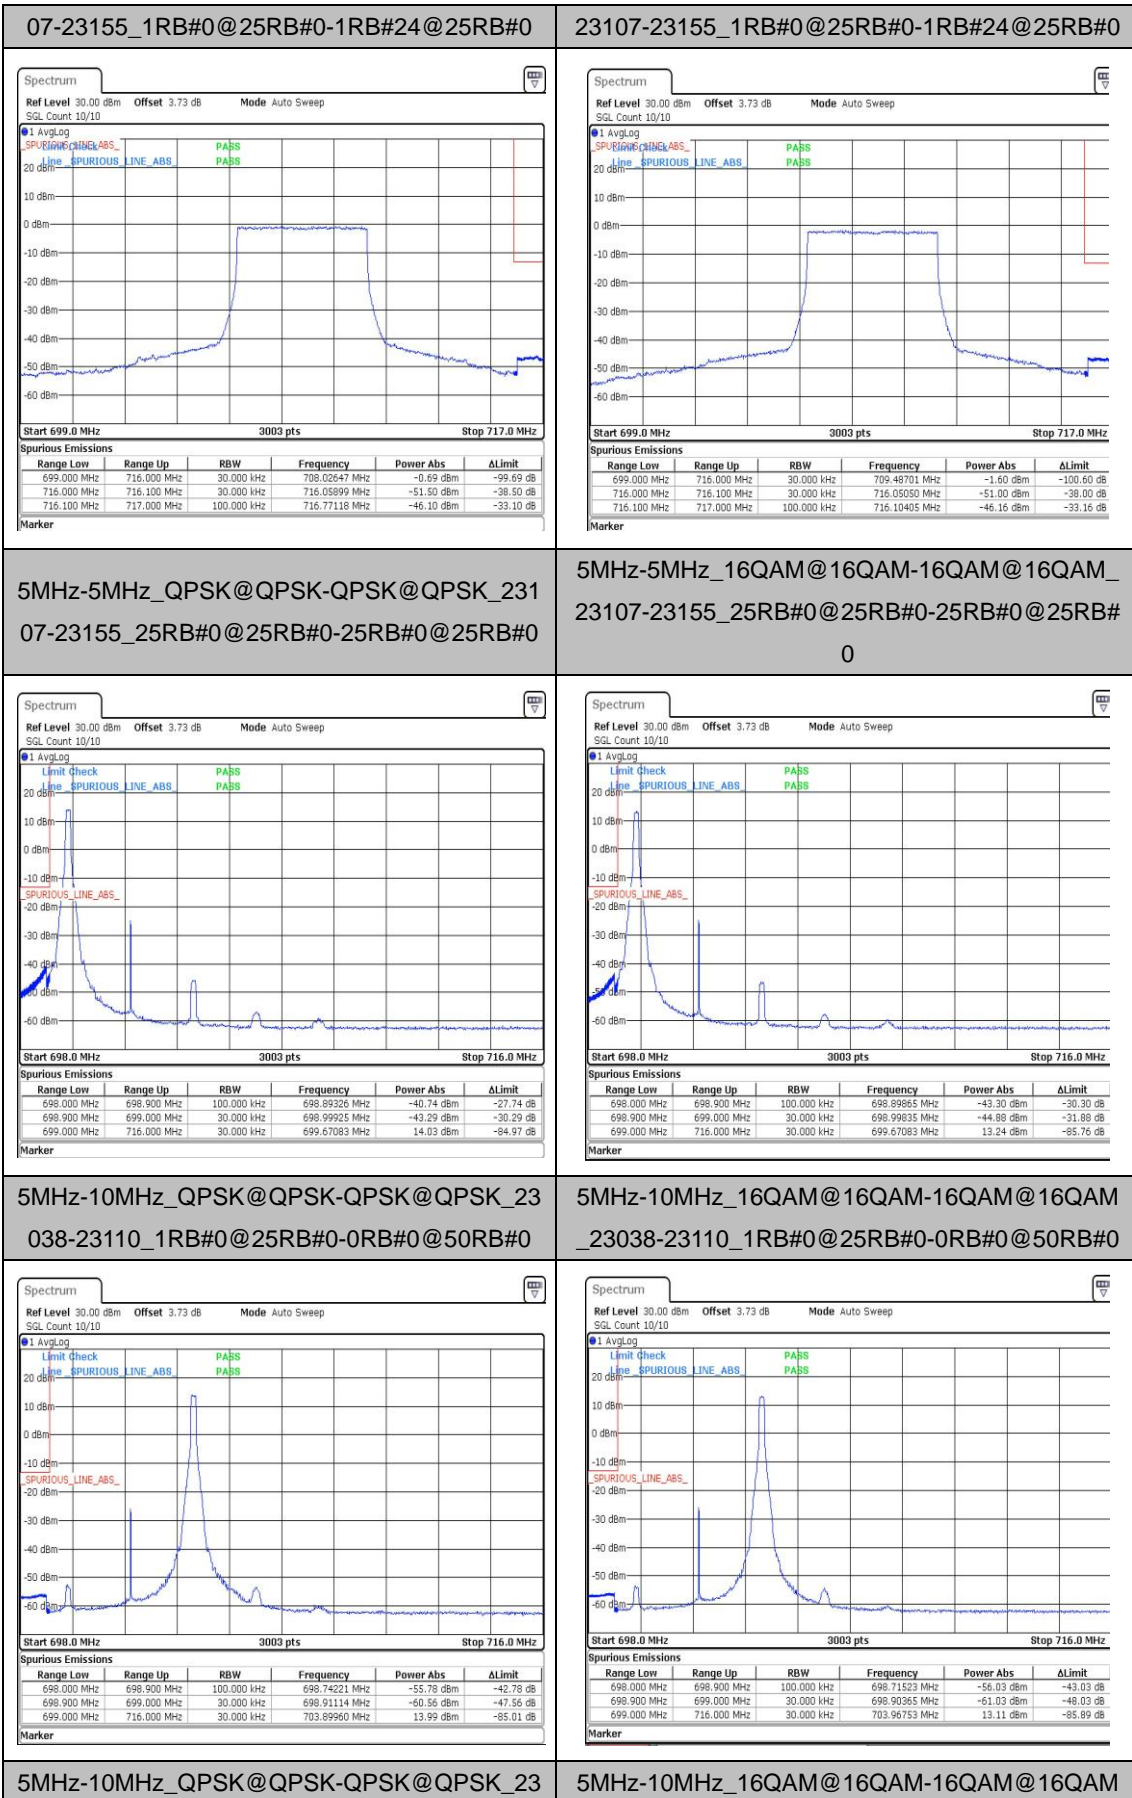 07-23155_1RB#0@25RB#0-1RB#24@25RB#0
23107-23155_1RB#0@25RB#0-1RB#24@25RB#0
Spectrum
Ref Level 30.00 dBm Offset 3.73 dB Mode Auto Sweep
SGL Count 10/10
1 AvgLog
Limit Check PASS
_SPURIOUS_LINE_ABS_
Line _SPURIOUS_LINE_ABS_ PASS
20 dBm
10 dBm
0 dBm
-10 dBm
-20 dBm
-30 dBm
-40 dBm
-50 dBm
-60 dBm
Start 699.0 MHz 3003 pts Stop 717.0 MHz
Spurious Emissions
Range Low Range Up RBW Frequency Power Abs ΔLimit
699.000 MHz 716.000 MHz 30.000 kHz 708.02647 MHz -0.69 dBm -99.69 dB
716.000 MHz 716.100 MHz 30.000 kHz 716.05899 MHz -51.50 dBm -38.50 dB
716.100 MHz 717.000 MHz 100.000 kHz 716.77118 MHz -46.10 dBm -33.10 dB
Marker
Spectrum
Ref Level 30.00 dBm Offset 3.73 dB Mode Auto Sweep
SGL Count 10/10
1 AvgLog
Limit Check PASS
_SPURIOUS_LINE_ABS_
Line _SPURIOUS_LINE_ABS_ PASS
20 dBm
10 dBm
0 dBm
-10 dBm
-20 dBm
-30 dBm
-40 dBm
-50 dBm
-60 dBm
Start 699.0 MHz 3003 pts Stop 717.0 MHz
Spurious Emissions
Range Low Range Up RBW Frequency Power Abs ΔLimit
699.000 MHz 716.000 MHz 30.000 kHz 709.48701 MHz -1.60 dBm -100.60 dB
716.000 MHz 716.100 MHz 30.000 kHz 716.05050 MHz -51.00 dBm -38.00 dB
716.100 MHz 717.000 MHz 100.000 kHz 716.10405 MHz -46.16 dBm -33.16 dB
Marker
5MHz-5MHz_QPSK@QPSK-QPSK@QPSK_231
07-23155_25RB#0@25RB#0-25RB#0@25RB#0
5MHz-5MHz_16QAM@16QAM-16QAM@16QAM_
23107-23155_25RB#0@25RB#0-25RB#0@25RB#
0
Spectrum
Ref Level 30.00 dBm Offset 3.73 dB Mode Auto Sweep
SGL Count 10/10
1 AvgLog
Limit Check PASS
Line _SPURIOUS_LINE_ABS_ PASS
20 dBm
10 dBm
0 dBm
-10 dBm
_SPURIOUS_LINE_ABS_
-20 dBm
-30 dBm
-40 dBm
-50 dBm
-60 dBm
Start 698.0 MHz 3003 pts Stop 716.0 MHz
Spurious Emissions
Range Low Range Up RBW Frequency Power Abs ΔLimit
698.000 MHz 698.900 MHz 100.000 kHz 698.89326 MHz -40.74 dBm -27.74 dB
698.900 MHz 699.000 MHz 30.000 kHz 698.99925 MHz -43.29 dBm -30.29 dB
699.000 MHz 716.000 MHz 30.000 kHz 699.67083 MHz 14.03 dBm -84.97 dB
Marker
Spectrum
Ref Level 30.00 dBm Offset 3.73 dB Mode Auto Sweep
SGL Count 10/10
1 AvgLog
Limit Check PASS
Line _SPURIOUS_LINE_ABS_ PASS
20 dBm
10 dBm
0 dBm
-10 dBm
_SPURIOUS_LINE_ABS_
-20 dBm
-30 dBm
-40 dBm
-50 dBm
-60 dBm
Start 698.0 MHz 3003 pts Stop 716.0 MHz
Spurious Emissions
Range Low Range Up RBW Frequency Power Abs ΔLimit
698.000 MHz 698.900 MHz 100.000 kHz 698.89865 MHz -43.30 dBm -30.30 dB
698.900 MHz 699.000 MHz 30.000 kHz 698.99835 MHz -44.88 dBm -31.88 dB
699.000 MHz 716.000 MHz 30.000 kHz 699.67083 MHz 13.24 dBm -85.76 dB
Marker
5MHz-10MHz_QPSK@QPSK-QPSK@QPSK_23
038-23110_1RB#0@25RB#0-0RB#0@50RB#0
5MHz-10MHz_16QAM@16QAM-16QAM@16QAM
_23038-23110_1RB#0@25RB#0-0RB#0@50RB#0
Spectrum
Ref Level 30.00 dBm Offset 3.73 dB Mode Auto Sweep
SGL Count 10/10
1 AvgLog
Limit Check PASS
Line _SPURIOUS_LINE_ABS_ PASS
20 dBm
10 dBm
0 dBm
-10 dBm
_SPURIOUS_LINE_ABS_
-20 dBm
-30 dBm
-40 dBm
-50 dBm
-60 dBm
Start 698.0 MHz 3003 pts Stop 716.0 MHz
Spurious Emissions
Range Low Range Up RBW Frequency Power Abs ΔLimit
698.000 MHz 698.900 MHz 100.000 kHz 698.74221 MHz -55.78 dBm -42.78 dB
698.900 MHz 699.000 MHz 30.000 kHz 698.91114 MHz -60.56 dBm -47.56 dB
699.000 MHz 716.000 MHz 30.000 kHz 703.89960 MHz 13.99 dBm -85.01 dB
Marker
Spectrum
Ref Level 30.00 dBm Offset 3.73 dB Mode Auto Sweep
SGL Count 10/10
1 AvgLog
Limit Check PASS
Line _SPURIOUS_LINE_ABS_ PASS
20 dBm
10 dBm
0 dBm
-10 dBm
_SPURIOUS_LINE_ABS_
-20 dBm
-30 dBm
-40 dBm
-50 dBm
-60 dBm
Start 698.0 MHz 3003 pts Stop 716.0 MHz
Spurious Emissions
Range Low Range Up RBW Frequency Power Abs ΔLimit
698.000 MHz 698.900 MHz 100.000 kHz 698.71523 MHz -56.03 dBm -43.03 dB
698.900 MHz 699.000 MHz 30.000 kHz 698.90365 MHz -61.03 dBm -48.03 dB
699.000 MHz 716.000 MHz 30.000 kHz 703.96753 MHz 13.11 dBm -85.89 dB
Marker
5MHz-10MHz_QPSK@QPSK-QPSK@QPSK_23
5MHz-10MHz_16QAM@16QAM-16QAM@16QAM